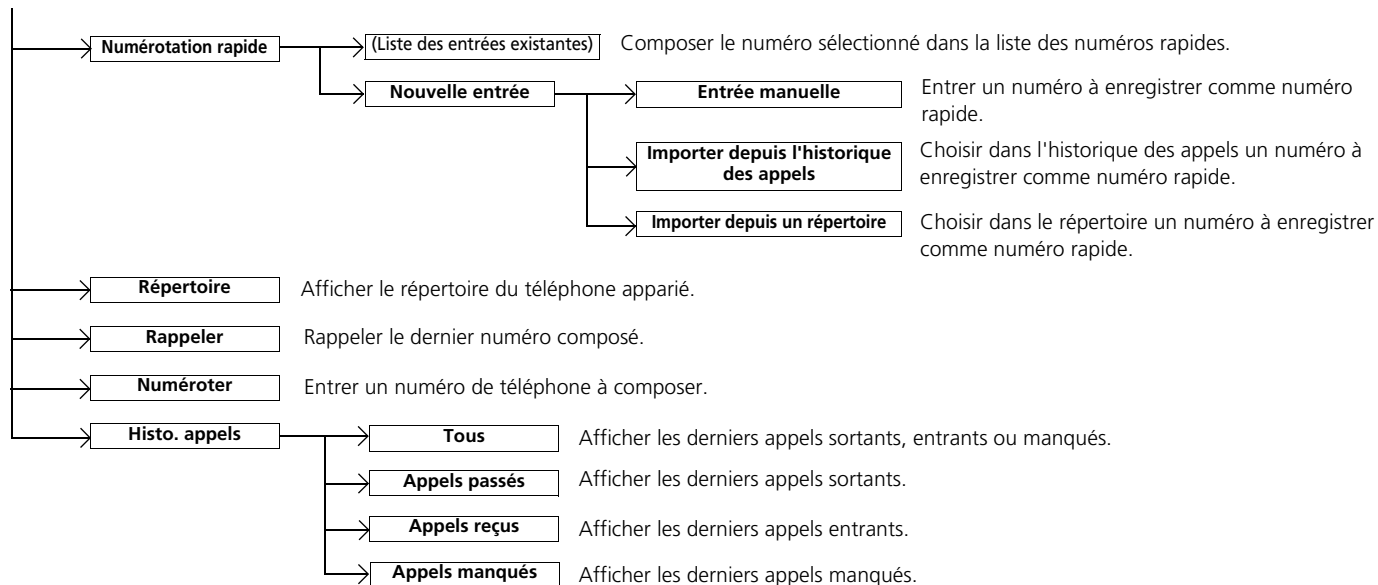 Numérotation rapide
(Liste des entrées existantes)
Composer le numéro sélectionné dans la liste des numéros rapides.
Nouvelle entrée
Entrée manuelle
Entrer un numéro à enregistrer comme numéro
rapide.
Importer depuis l'historique
des appels
Choisir dans l'historique des appels un numéro à
enregistrer comme numéro rapide.
Importer depuis un répertoire
Choisir dans le répertoire un numéro à enregistrer
comme numéro rapide.
Répertoire
Afficher le répertoire du téléphone apparié.
Rappeler
Rappeler le dernier numéro composé.
Numéroter
Entrer un numéro de téléphone à composer.
Histo. appels
Tous
Afficher les derniers appels sortants, entrants ou manqués.
Appels passés
Afficher les derniers appels sortants.
Appels reçus
Afficher les derniers appels entrants.
Appels manqués
Afficher les derniers appels manqués.